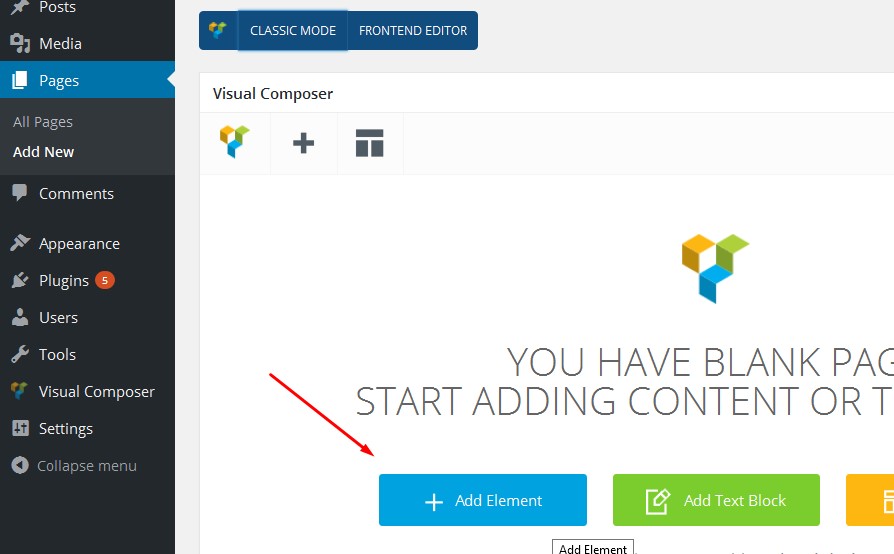 Posts
Media
Pages
All Pages
Add New
Comments
Appearance
Plugins 5
Users
Tools
Visual Composer
Settings
Collapse menu
CLASSIC MODE FRONTEND EDITOR
Visual Composer
YOU HAVE BLANK PAG
START ADDING CONTENT OR T
Add Element Add Text Block
Add Element